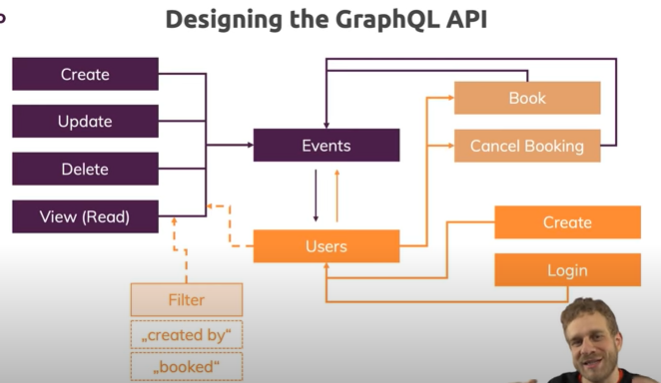 Designing the GraphQL API
Create
Update
Delete
View (Read)
Events
Users
Book
Cancel Booking
Create
Login
Filter
„created by“
„booked“